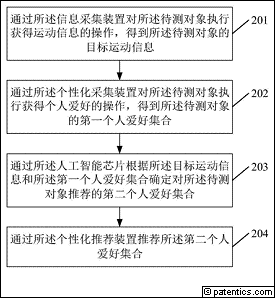 通过所述信息采集装置对所述待测对象执行
获得运动信息的操作，得到所述待测对象的
目标运动信息
201
通过所述个性化采集装置对所述待测对象执
行获得个人爱好的操作，得到所述待测对象
的第一个人爱好集合
202
通过所述人工智能芯片根据所述目标运动信
息和所述第一个人爱好集合确定对所述待测
对象推荐的第二个人爱好集合
203
通过所述个性化推荐装置推荐所述第二个人
爱好集合
204
© patentics.com